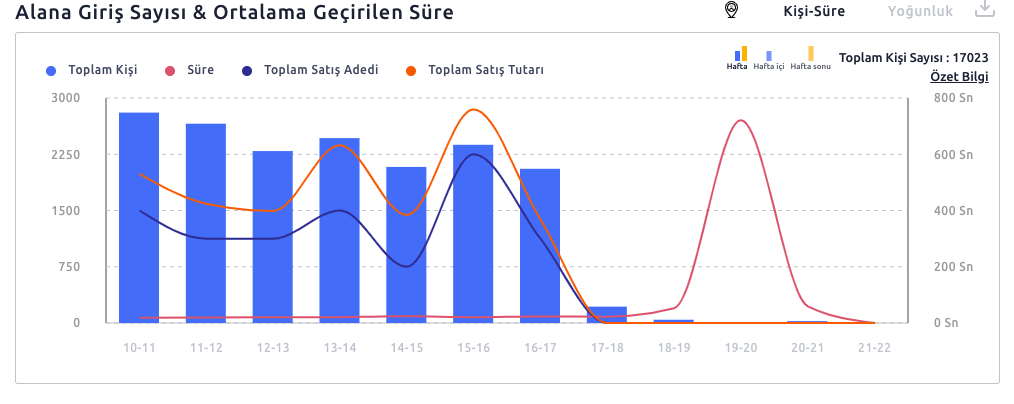 Alana Giriş Sayısı & Ortalama Geçirilen Süre
Kişi-Süre
Yoğunluk
Toplam Kişi
Süre
Toplam Satış Adedi
Toplam Satış Tutarı
Hafta
Hafta içi
Hafta sonu
Toplam Kişi Sayısı : 17023
Özet Bilgi
3000
2250
1500
750
0
800 Sn
600 Sn
400 Sn
200 Sn
0 Sn
10-11
11-12
12-13
13-14
14-15
15-16
16-17
17-18
18-19
19-20
20-21
21-22